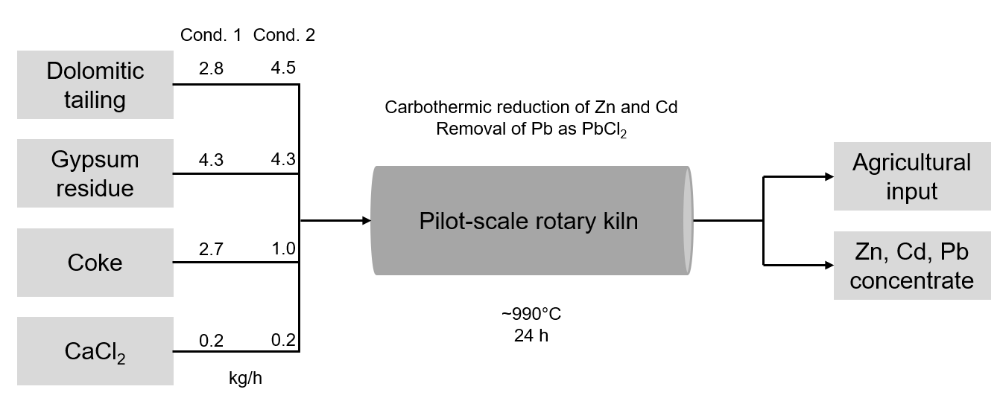 Cond. 1 Cond. 2
Dolomitic
tailing
2.8 4.5
Gypsum
residue
4.3 4.3
Coke
2.7 1.0
CaCl₂
0.2 0.2
kg/h
Carbothermic reduction of Zn and Cd
Removal of Pb as PbCl₂
Pilot-scale rotary kiln
~990°C
24 h
Agricultural
input
Zn, Cd, Pb
concentrate